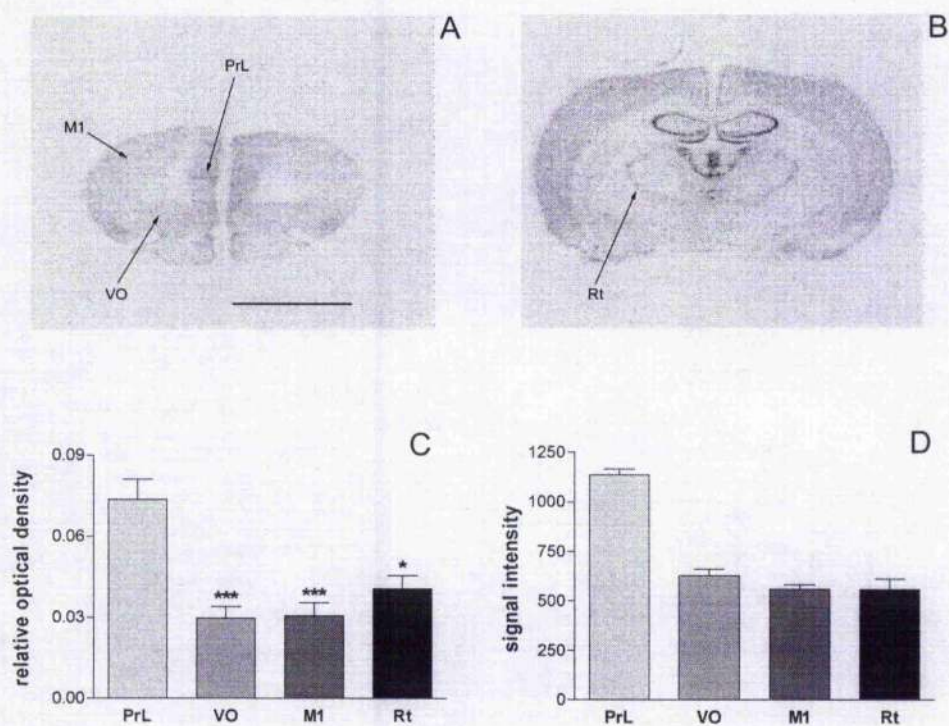 A
PrL
M1
VO
B
Rt
C
relative optical density
0.09
0.06
0.03
0.00
***
***
*
PrL VO M1 Rt
D
signal intensity
1250
1000
750
500
250
0
PrL VO M1 Rt